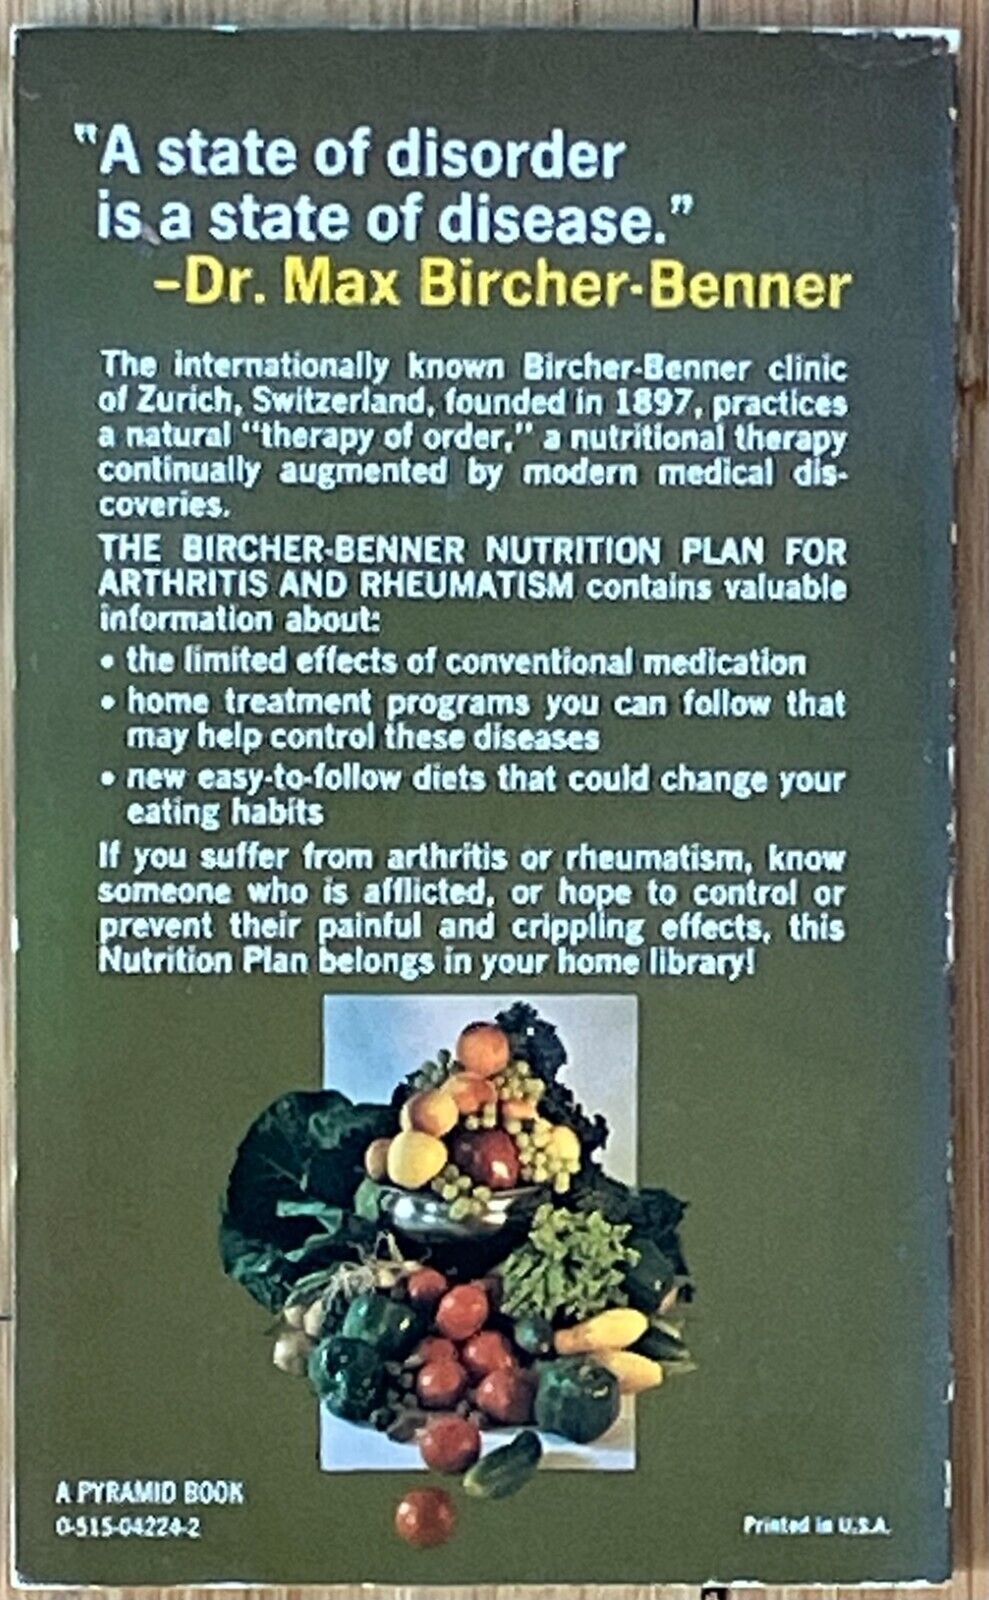 "A state of disorder
is a state of disease."
–Dr. Max Bircher-Benner
The internationally known Bircher-Benner clinic
of Zurich, Switzerland, founded in 1897, practices
a natural "therapy of order," a nutritional therapy
continually augmented by modern medical dis-
coveries.
THE BIRCHER-BENNER NUTRITION PLAN FOR
ARTHRITIS AND RHEUMATISM contains valuable
information about:
• the limited effects of conventional medication
• home treatment programs you can follow that
may help control these diseases
• new easy-to-follow diets that could change your
eating habits
If you suffer from arthritis or rheumatism, know
someone who is afflicted, or hope to control or
prevent their painful and crippling effects, this
Nutrition Plan belongs in your home library!
A PYRAMID BOOK
0-515-04224-2
Printed in U.S.A.